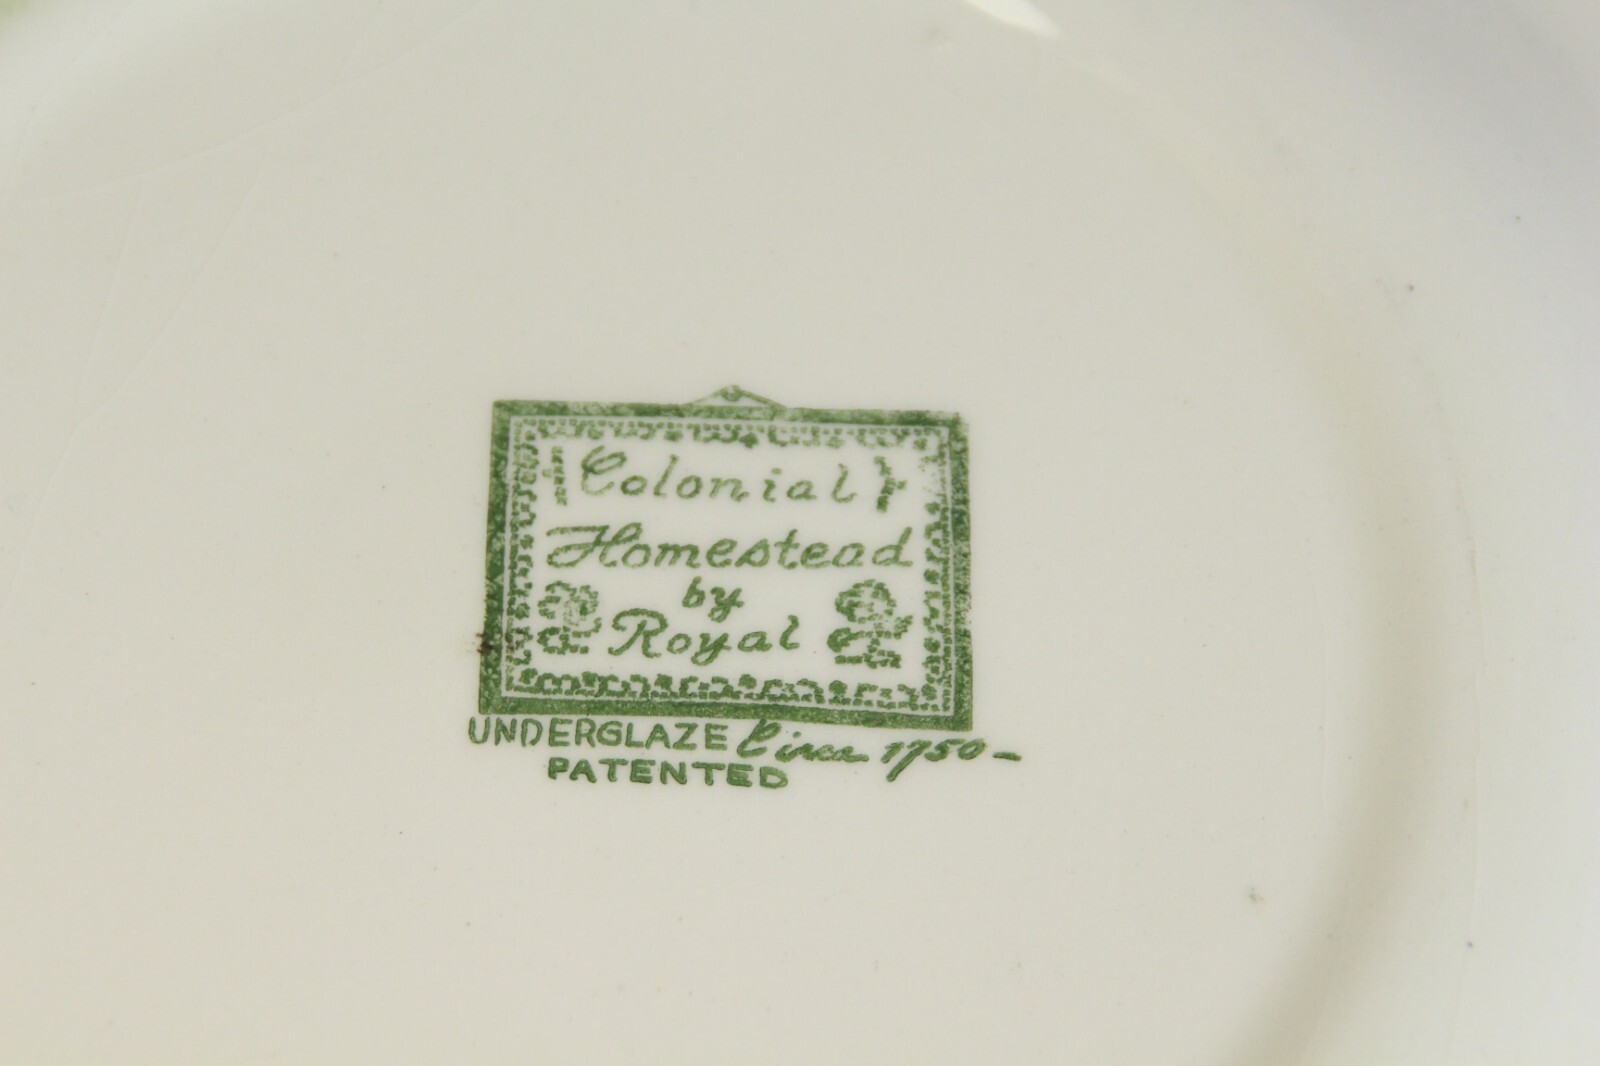 Colonial
Homestead
by
Royal
UNDERGLAZE Circa 1750-
PATENTED